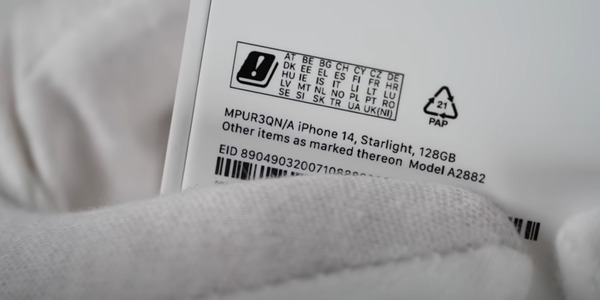 AT BE BG CH CY CZ DE
DK EE EL ES FI FR HR
HU IE IS IT LI LT LU
LV MT NL NO PL PT RO
SE SI SK TR UA UK(NI)
21
PAP
MPUR3QN/A iPhone 14, Starlight, 128GB
Other items as marked thereon Model A2882
EID 8904903200710888